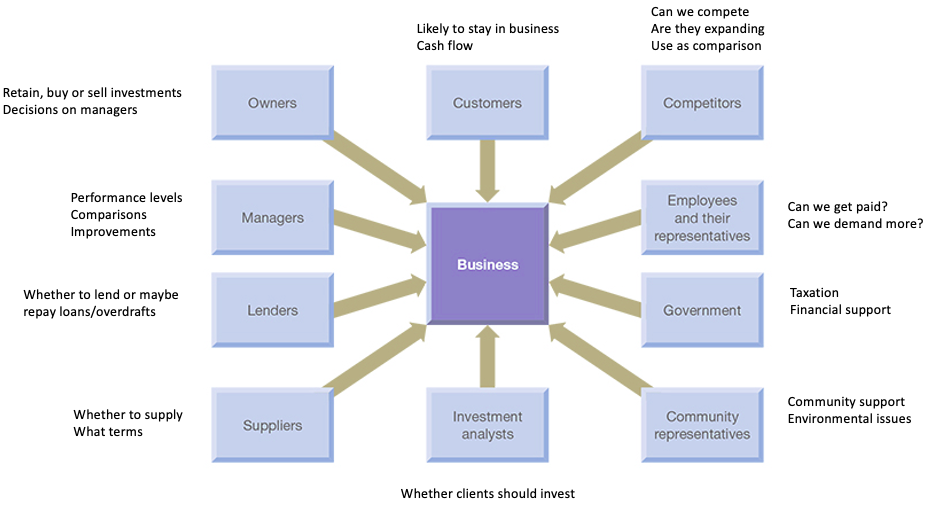 Can we compete
Likely to stay in business
Are they expanding
Cash flow
Use as comparison
Retain, buy or sell investments
Decisions on managers
Owners
Customers
Competitors
Performance levels
Comparisons
Improvements
Managers
Employees
and their
representatives
Can we get paid?
Can we demand more?
Business
Whether to lend or maybe
repay loans/overdrafts
Lenders
Government
Taxation
Financial support
Whether to supply
What terms
Suppliers
Investment
analysts
Community
representatives
Community support
Environmental issues
Whether clients should invest